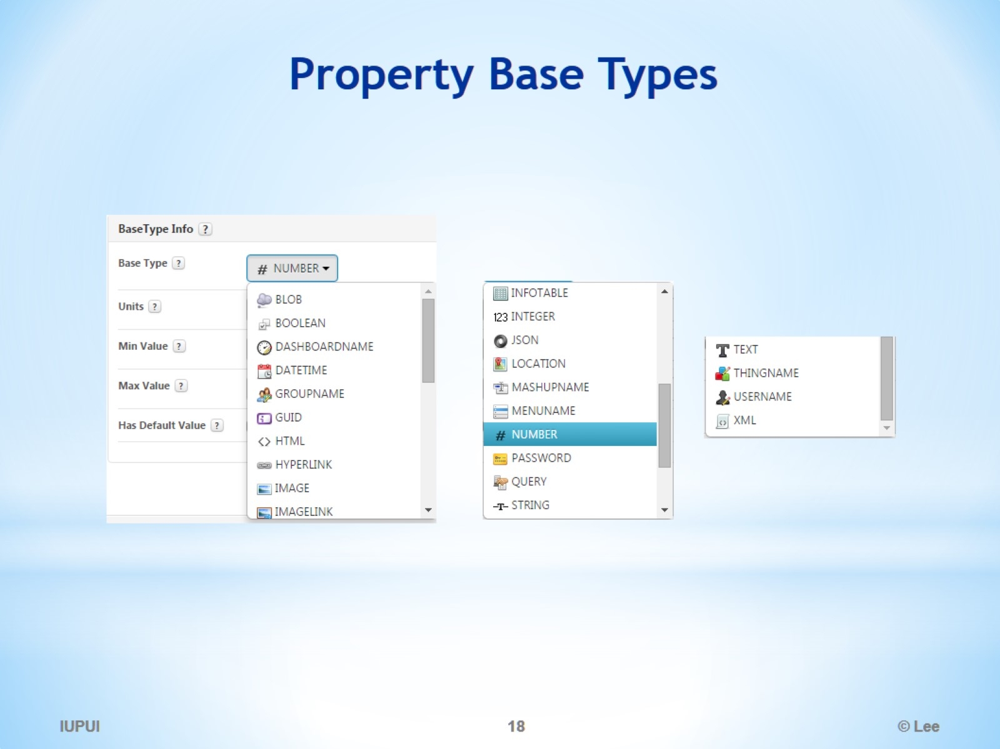 Property Base Types
BaseType Info ?
Base Type ?
# NUMBER
Units ?
Min Value ?
Max Value ?
Has Default Value ?
BLOB
BOOLEAN
DASHBOARDNAME
DATETIME
GROUPNAME
GUID
HTML
HYPERLINK
IMAGE
IMAGELINK
INFOTABLE
123 INTEGER
JSON
LOCATION
MASHUPNAME
MENUNAME
# NUMBER
PASSWORD
QUERY
STRING
TEXT
THINGNAME
USERNAME
XML
IUPUI
18
© Lee